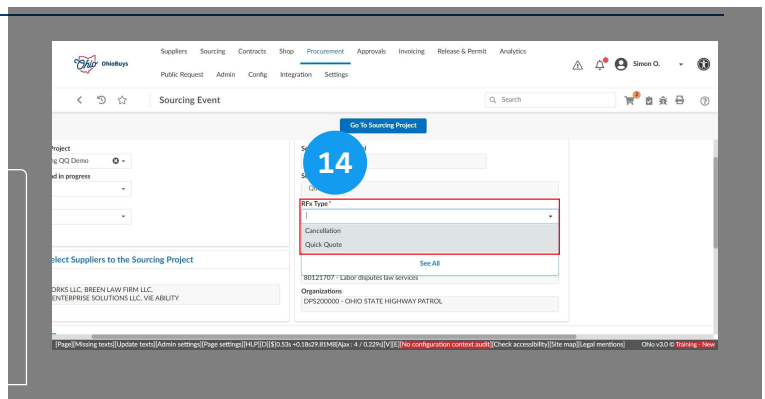 Suppliers Sourcing Contracts Shop Procurement Approvals Invoicing Release & Permit Analytics
Ohio OhioBuys
Simon O.
Public Request Admin Config Integration Settings
Sourcing Event
Search
2
Go To Sourcing Project
Project
ng QQ Demo
14
nd in progress
RFx Type*
Cancellation
Quick Quote
See All
elect Suppliers to the Sourcing Project
80121707 - Labor disputes law services
ORKS LLC, BREEN LAW FIRM LLC,
ENTERPRISE SOLUTIONS LLC, VIE ABILITY
Organizations
DPS200000 - OHIO STATE HIGHWAY PATROL
[Page][Missing texts][Update texts][Admin settings][Page settings][HLP][D][$]0.53s +0.18s29.81MB(Ajax : 4 / 0.229s)[V][E][No configuration context audit][Check accessibility][Site map][Legal mentions] Ohio v3.0 © Training - New